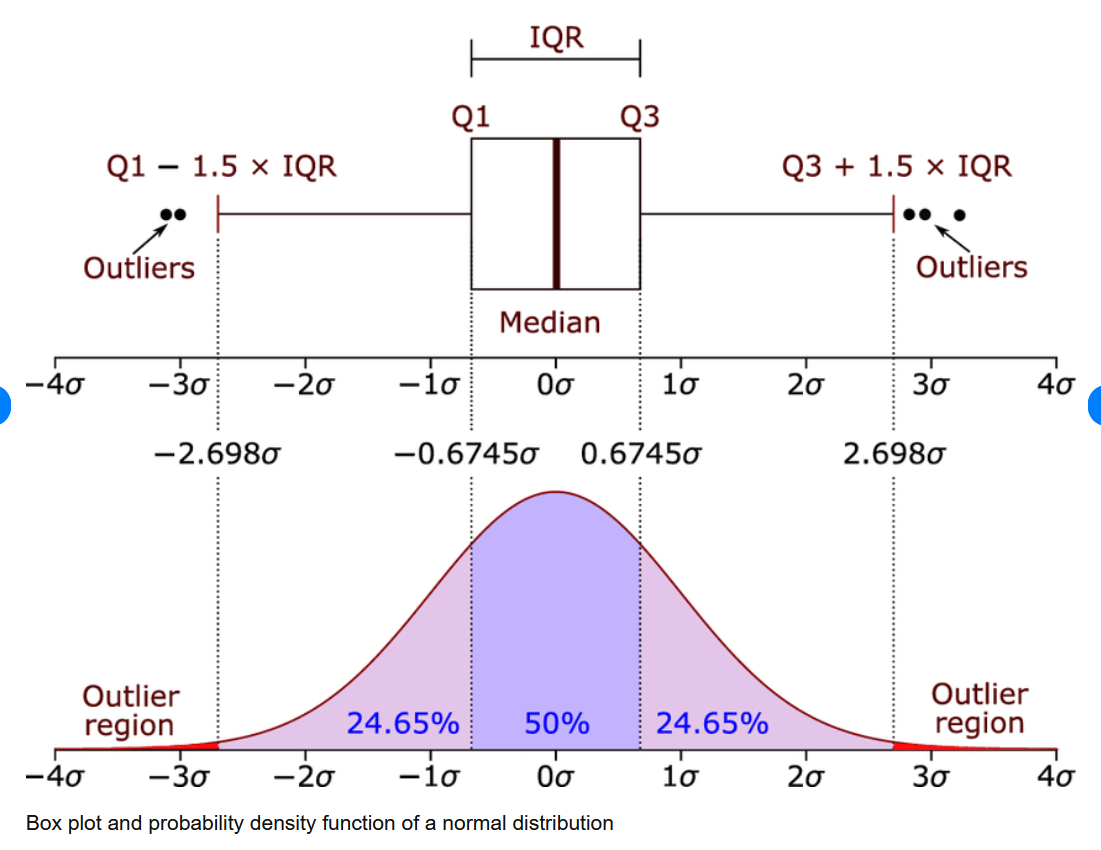 IQR
Q1 Q3
Q1 − 1.5 × IQR Q3 + 1.5 × IQR
Outliers Outliers
Median
−4σ −3σ −2σ −1σ 0σ 1σ 2σ 3σ 4σ
−2.698σ −0.6745σ 0.6745σ 2.698σ
Outlier
region
24.65% 50% 24.65%
Outlier
region
−4σ −3σ −2σ −1σ 0σ 1σ 2σ 3σ 4σ
Box plot and probability density function of a normal distribution